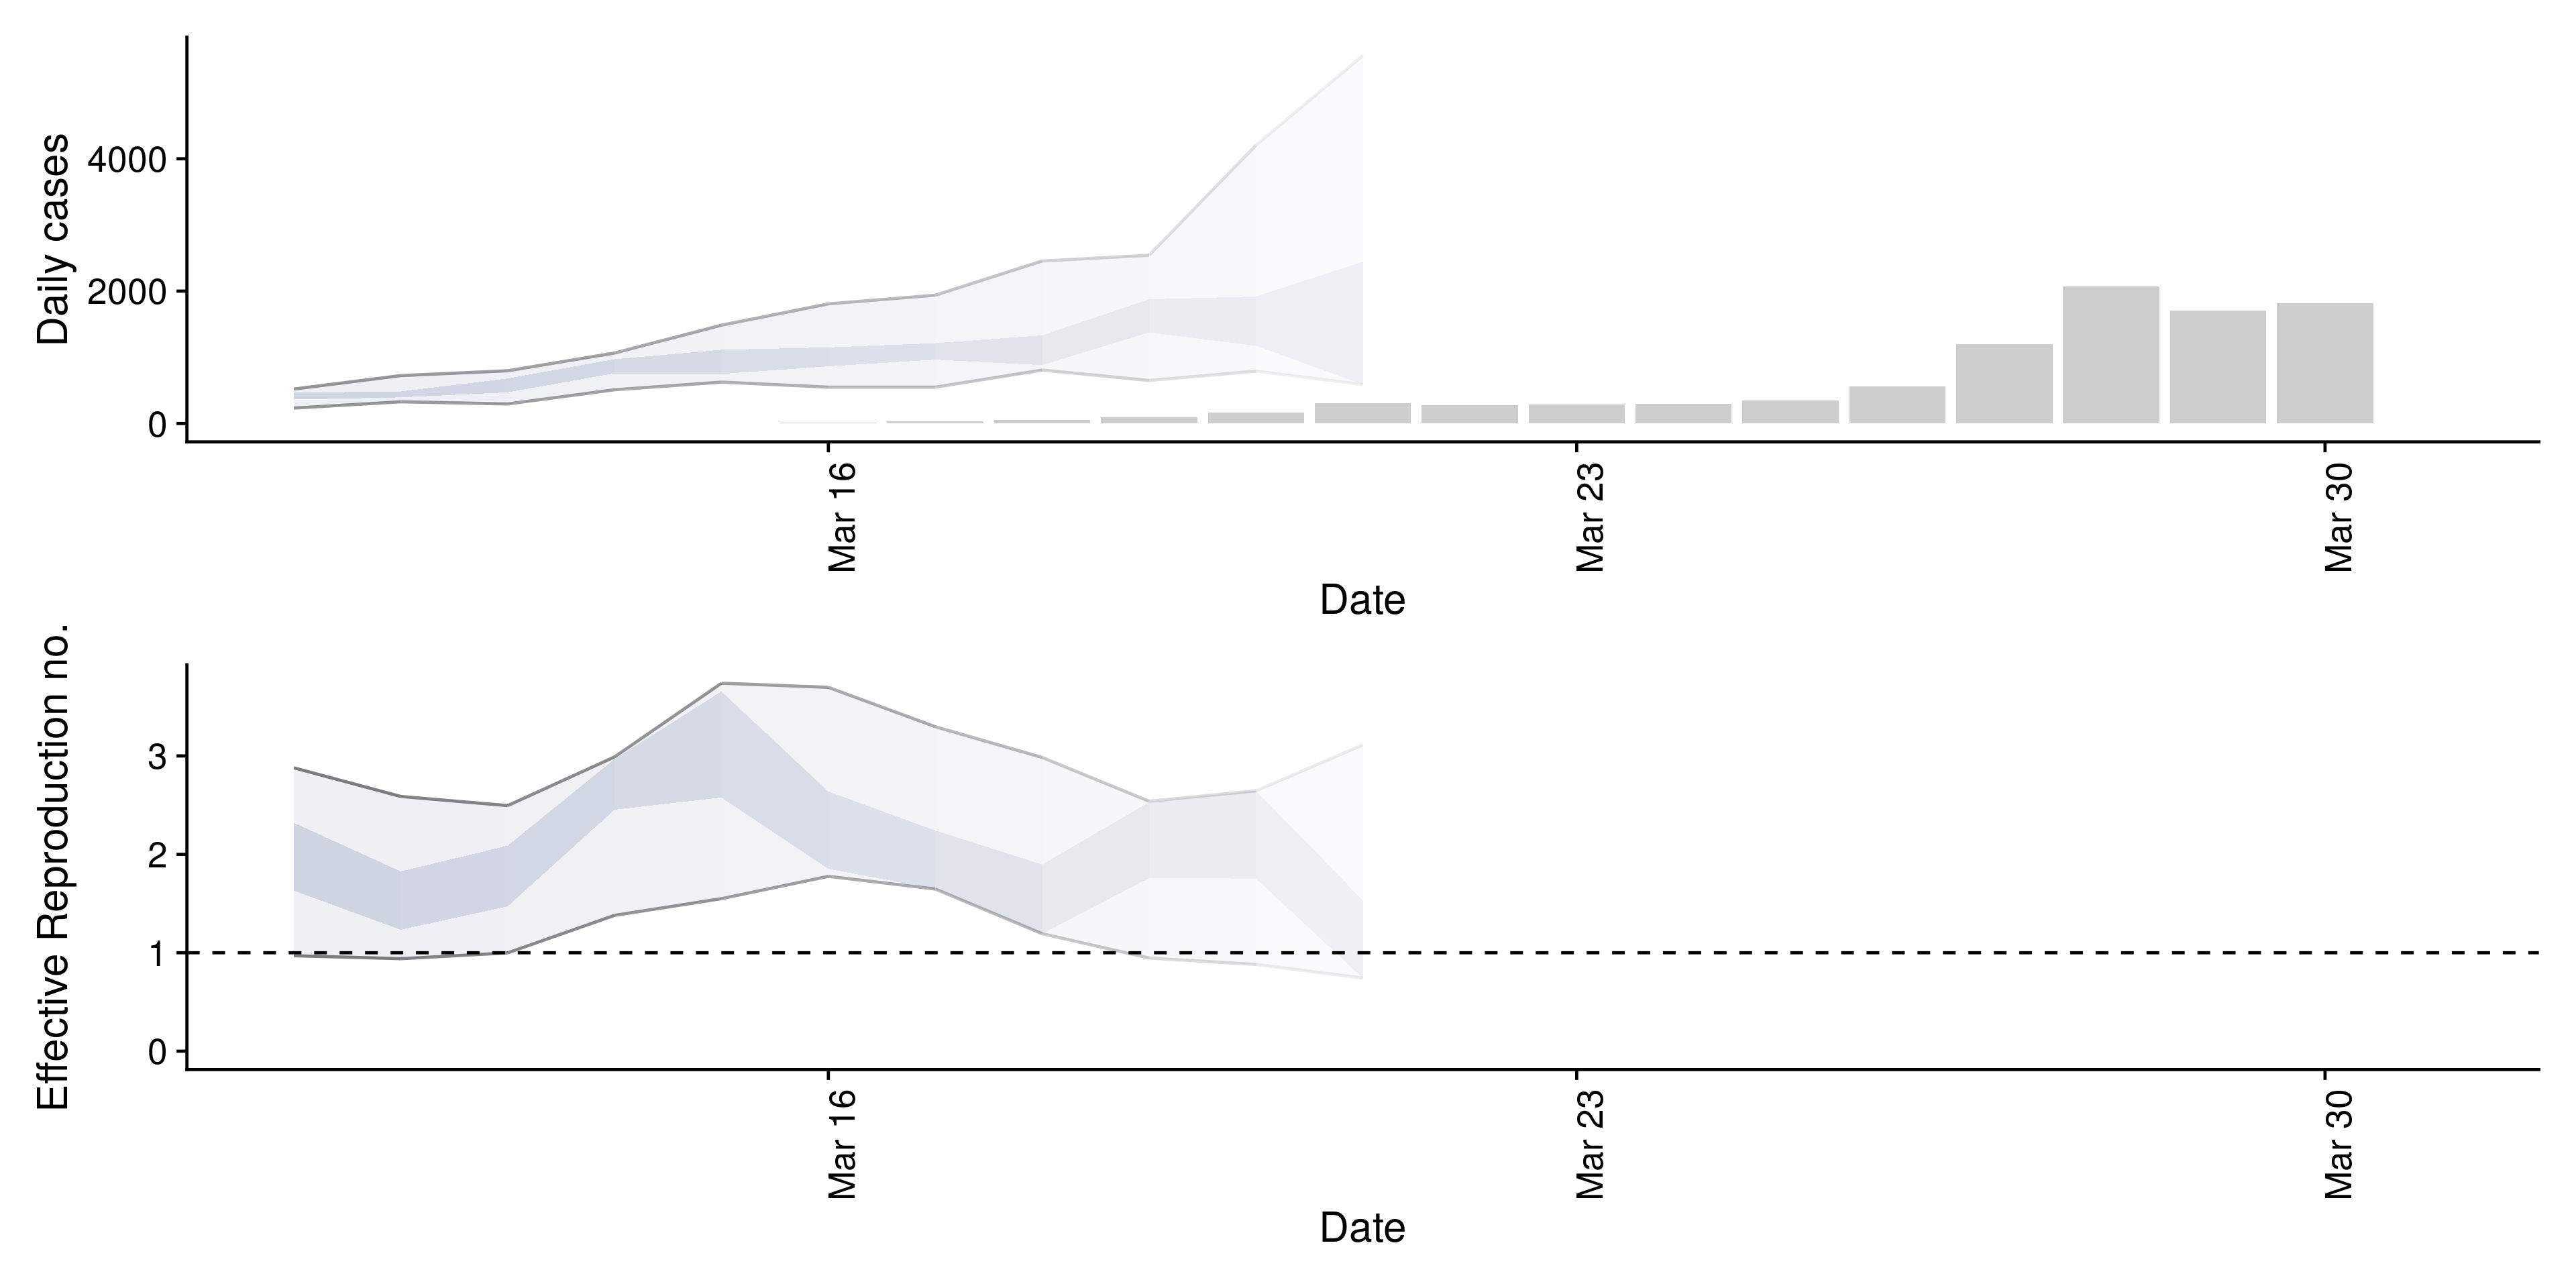 Daily cases
4000
2000
0
Mar 16
Mar 23
Mar 30
Date
Effective Reproduction no.
3
2
1
0
Mar 16
Mar 23
Mar 30
Date